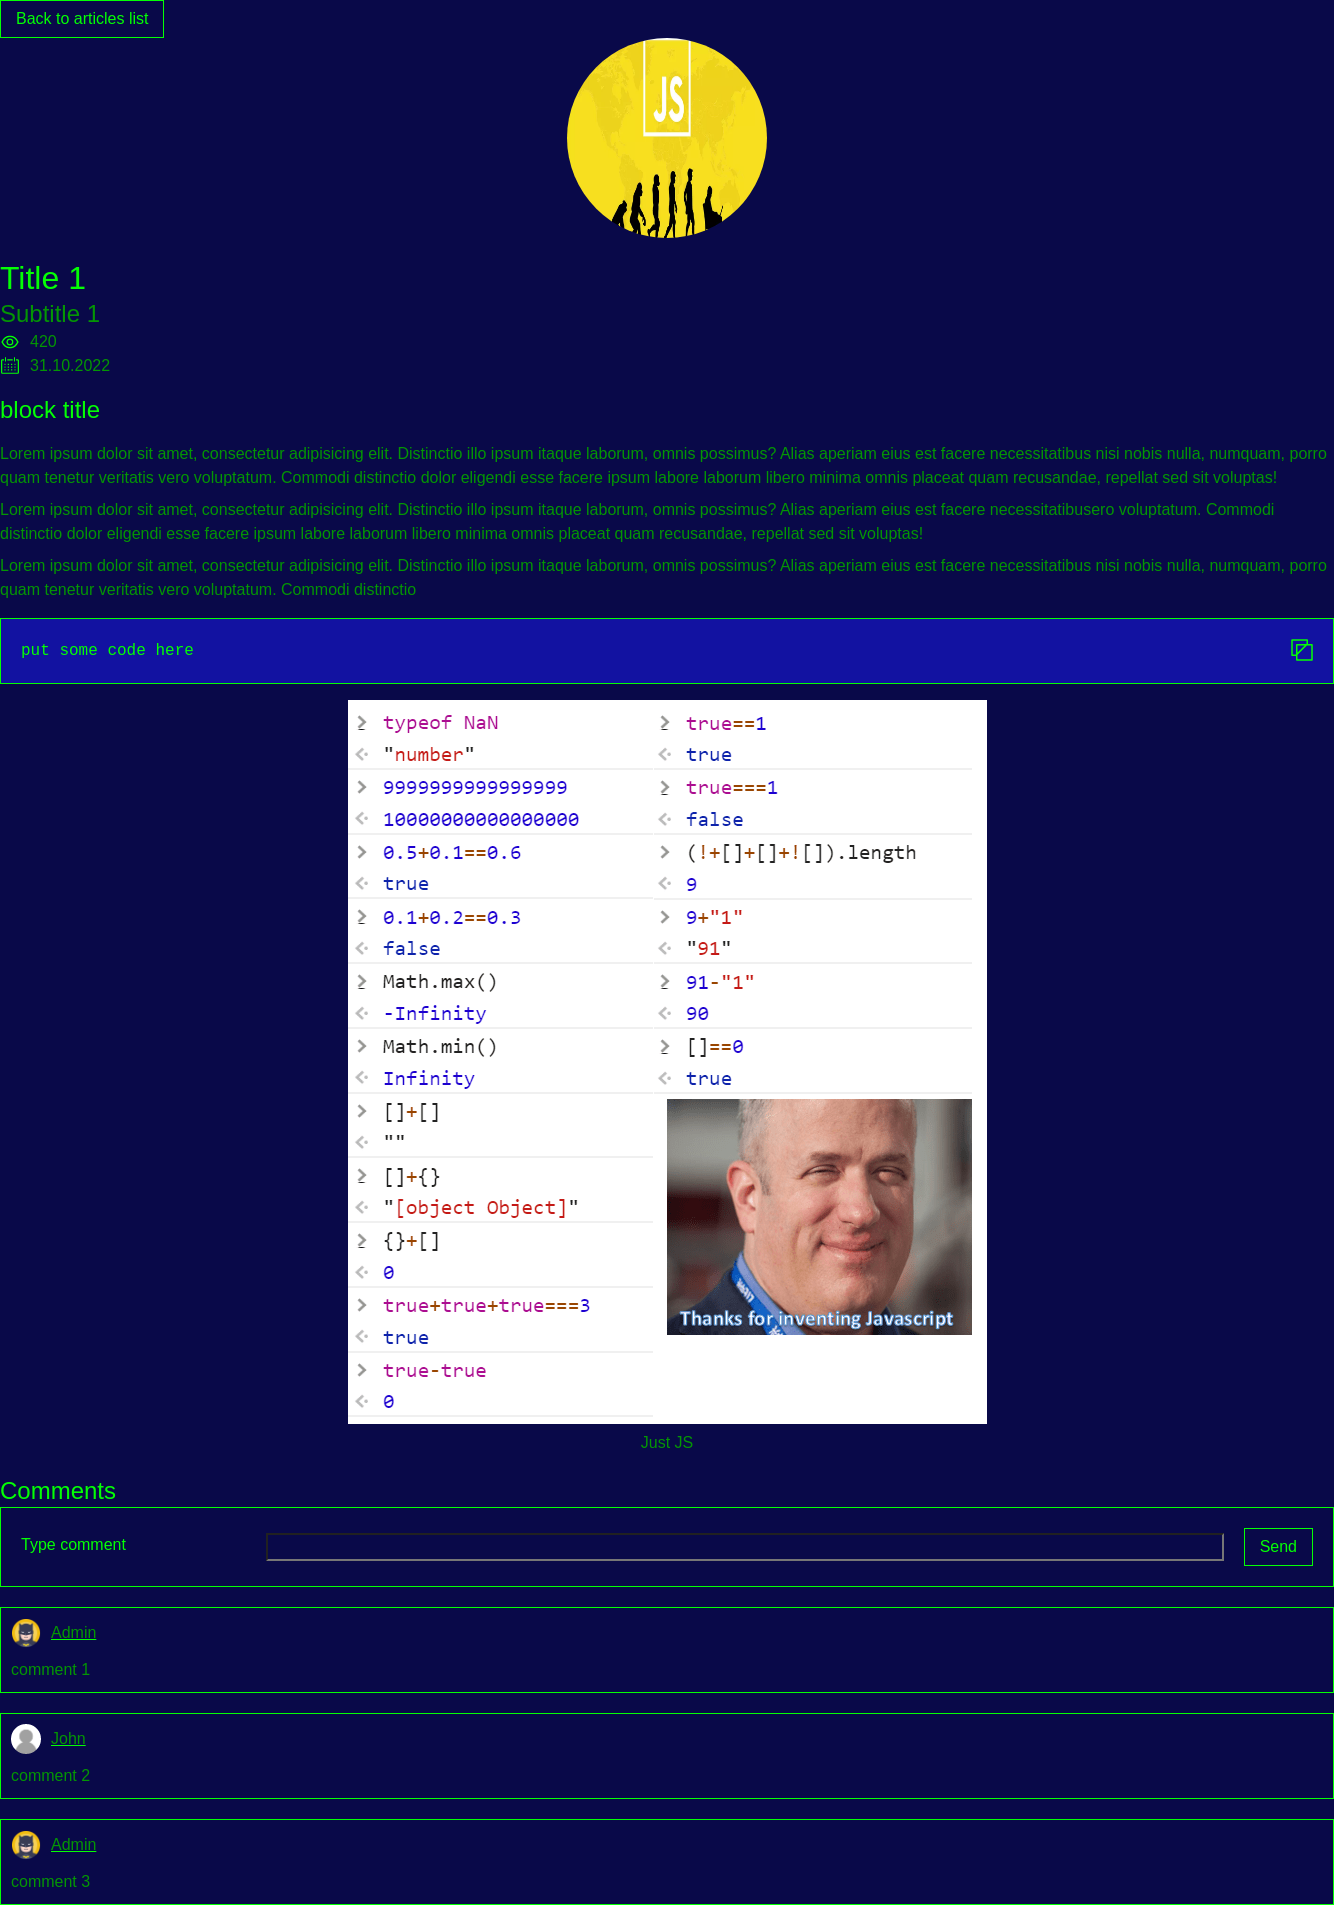 Back to articles list
JS
Title 1
Subtitle 1
420
31.10.2022
block title
Lorem ipsum dolor sit amet, consectetur adipisicing elit. Distinctio illo ipsum itaque laborum, omnis possimus? Alias aperiam eius est facere necessitatibus nisi nobis nulla, numquam, porro
quam tenetur veritatis vero voluptatum. Commodi distinctio dolor eligendi esse facere ipsum labore laborum libero minima omnis placeat quam recusandae, repellat sed sit voluptas!
Lorem ipsum dolor sit amet, consectetur adipisicing elit. Distinctio illo ipsum itaque laborum, omnis possimus? Alias aperiam eius est facere necessitatibusero voluptatum. Commodi
distinctio dolor eligendi esse facere ipsum labore laborum libero minima omnis placeat quam recusandae, repellat sed sit voluptas!
Lorem ipsum dolor sit amet, consectetur adipisicing elit. Distinctio illo ipsum itaque laborum, omnis possimus? Alias aperiam eius est facere necessitatibus nisi nobis nulla, numquam, porro
quam tenetur veritatis vero voluptatum. Commodi distinctio
put some code here
typeof NaN
"number"
9999999999999999
10000000000000000
0.5+0.1==0.6
true
0.1+0.2==0.3
false
Math.max()
-Infinity
Math.min()
Infinity
[]+[]
""
[]+{}
"[object Object]"
{}+[]
0
true+true+true===3
true
true-true
0
true==1
true
true===1
false
(!+[]+[]+![]).length
9
9+"1"
"91"
91-"1"
90
[]==0
true
Thanks for inventing Javascript
Just JS
Comments
Type comment
Send
Admin
comment 1
John
comment 2
Admin
comment 3